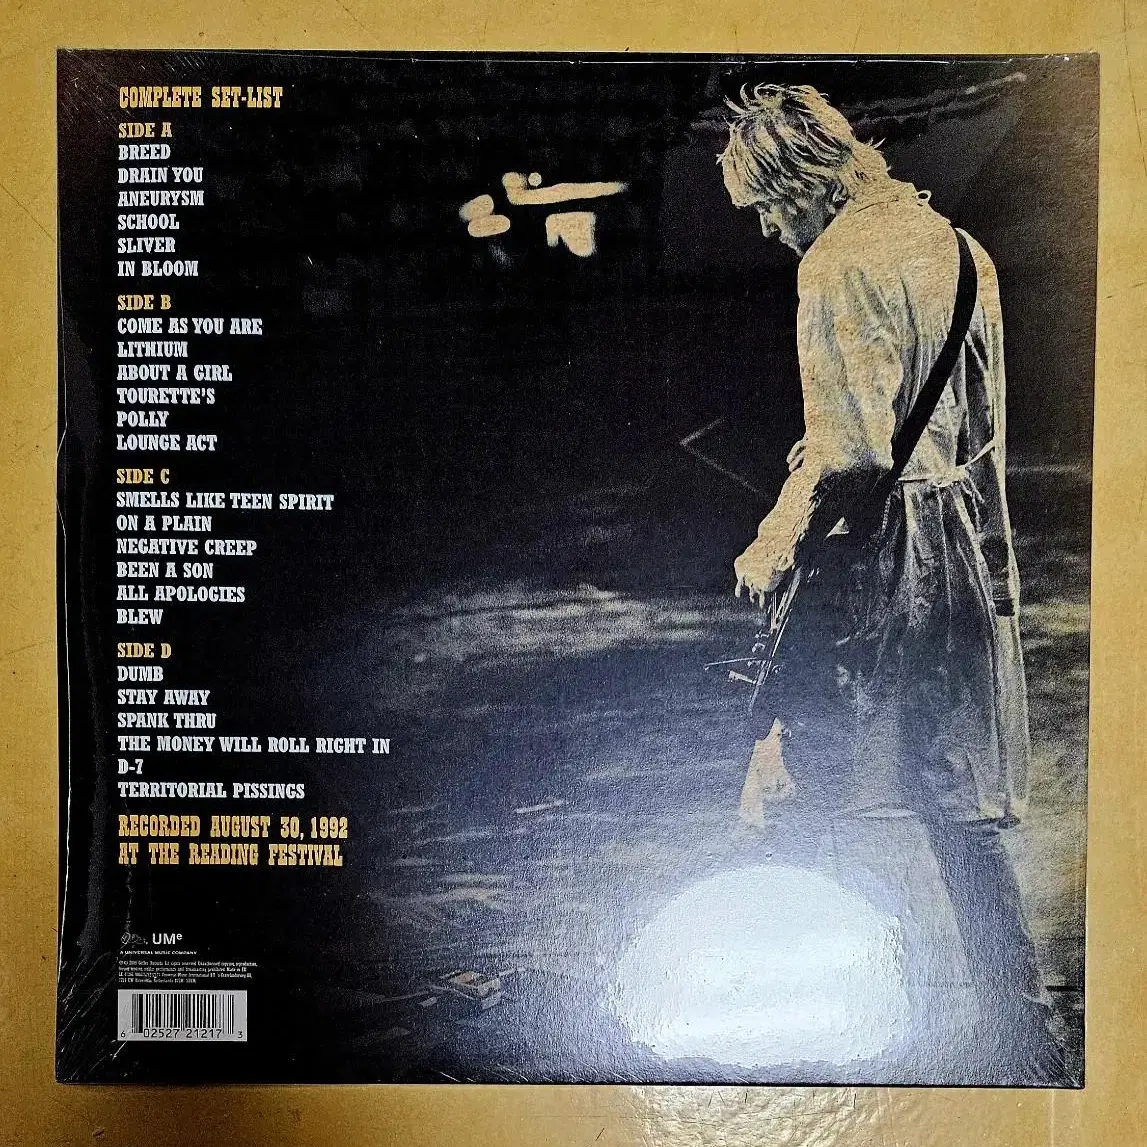 COMPLETE SET-LIST
SIDE A
BREED
DRAIN YOU
ANEURYSM
SCHOOL
SLIVER
IN BLOOM
SIDE B
COME AS YOU ARE
LITHIUM
ABOUT A GIRL
TOURETTE'S
POLLY
LOUNGE ACT
SIDE C
SMELLS LIKE TEEN SPIRIT
ON A PLAIN
NEGATIVE CREEP
BEEN A SON
ALL APOLOGIES
BLEW
SIDE D
DUMB
STAY AWAY
SPANK THRU
THE MONEY WILL ROLL RIGHT IN
D-7
TERRITORIAL PISSINGS
RECORDED AUGUST 30, 1992
AT THE READING FESTIVAL
UMe
A UNIVERSAL MUSIC COMPANY
6 02527 21217 3